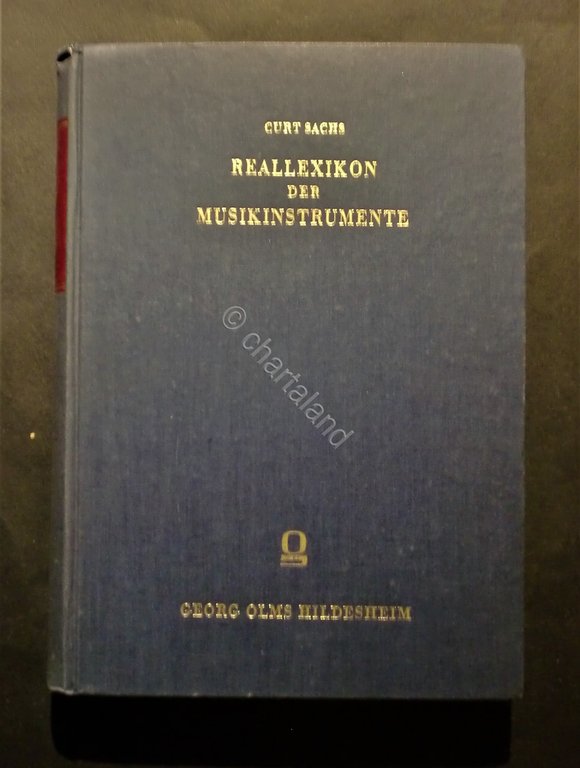 CURT SACHS
REALLEXIKON
DER
MUSIKINSTRUMENTE
© chartaland
GEORG OLMS HILDESHEIM